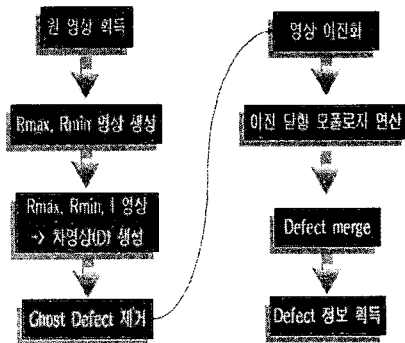 원 영상 획득
Rmax, Rmin 영상 생성
Rmax, Rmin, I 영상
-> 차영상(D) 생성
Ghost Defect 제거
영상 이진화
이진 닫힘 모폴로지 연산
Defect merge
Defect 정보 획득